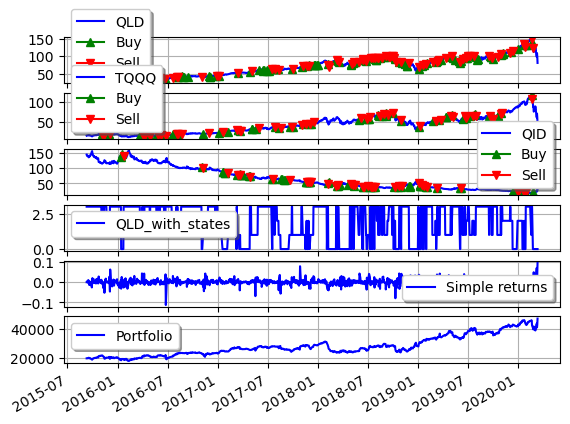 QLD
Buy
Sell
150
100
50
TQQQ
Buy
Sell
100
50
QID
Buy
Sell
150
100
50
QLD_with_states
2.5
0.0
Simple returns
0.1
0.0
−0.1
Portfolio
40000
20000
2015-07
2016-01
2016-07
2017-01
2017-07
2018-01
2018-07
2019-01
2019-07
2020-01